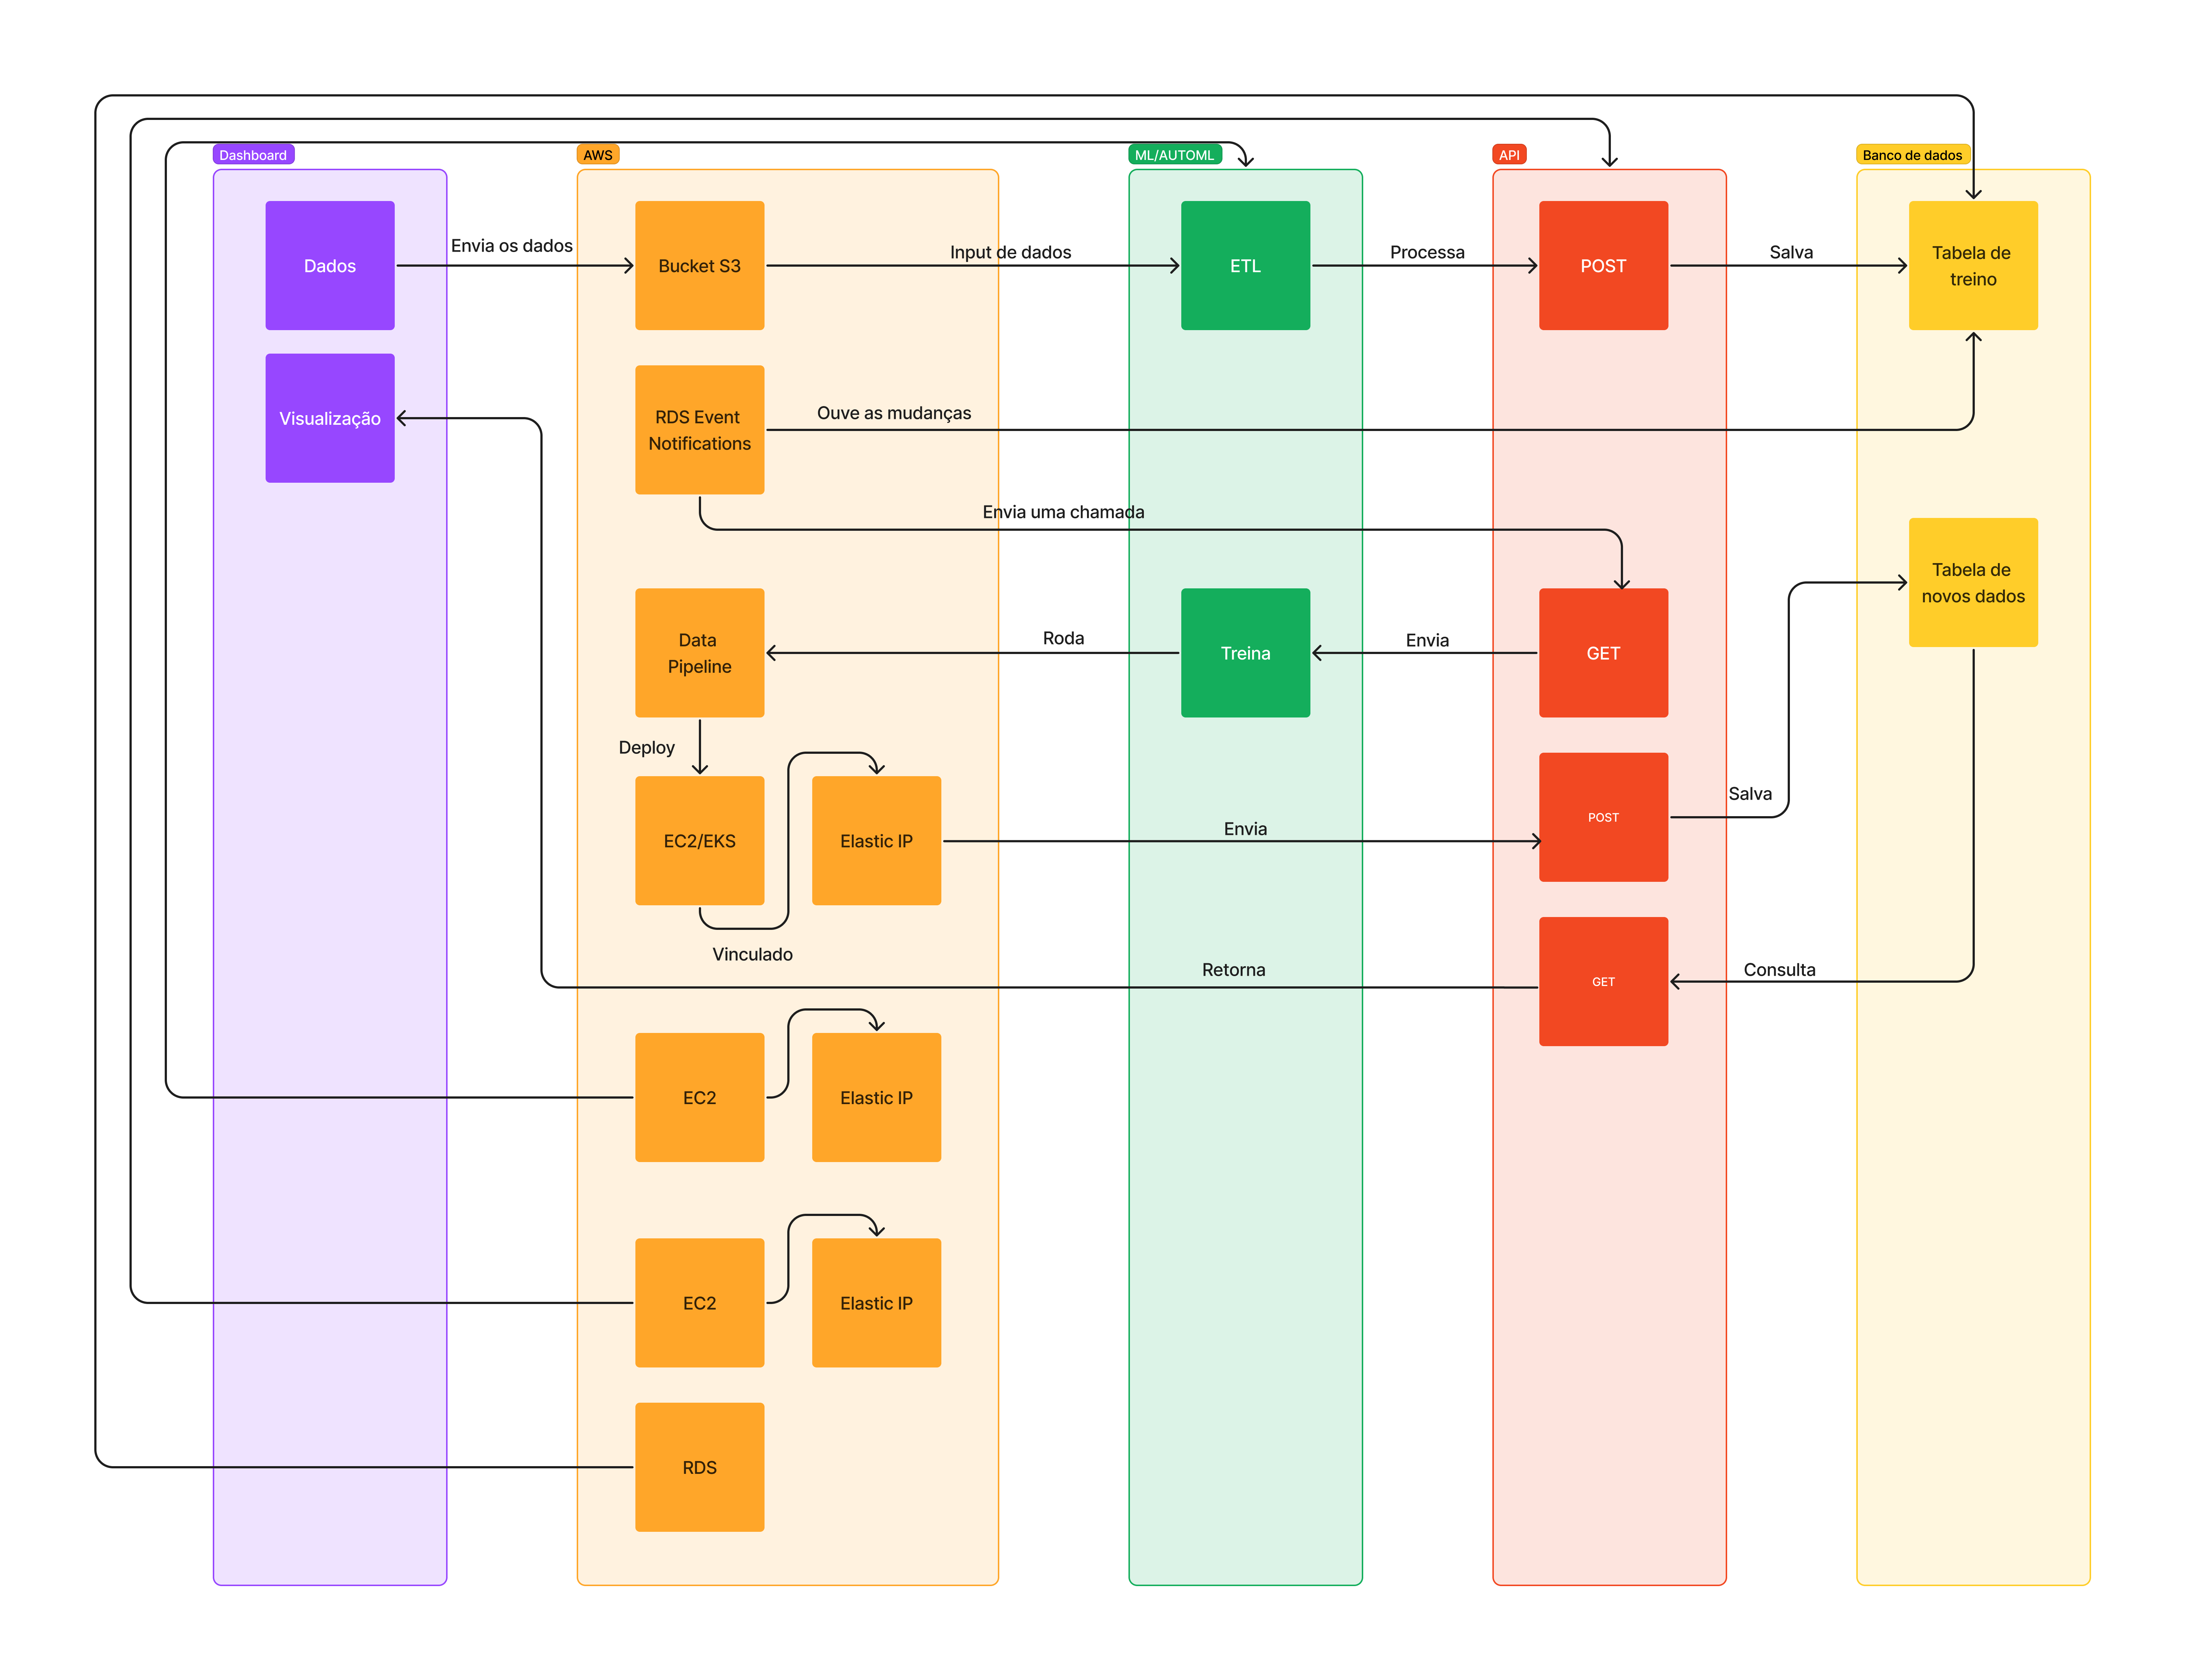 Dashboard
AWS
ML/AUTOML
API
Banco de dados
Dados
Envia os dados
Bucket S3
Input de dados
ETL
Processa
POST
Salva
Tabela de
treino
Visualização
RDS Event
Notifications
Ouve as mudanças
Envia uma chamada
Tabela de
novos dados
Data
Pipeline
Roda
Treina
Envia
GET
Deploy
EC2/EKS
Elastic IP
Envia
POST
Salva
Vinculado
Retorna
GET
Consulta
EC2
Elastic IP
EC2
Elastic IP
RDS